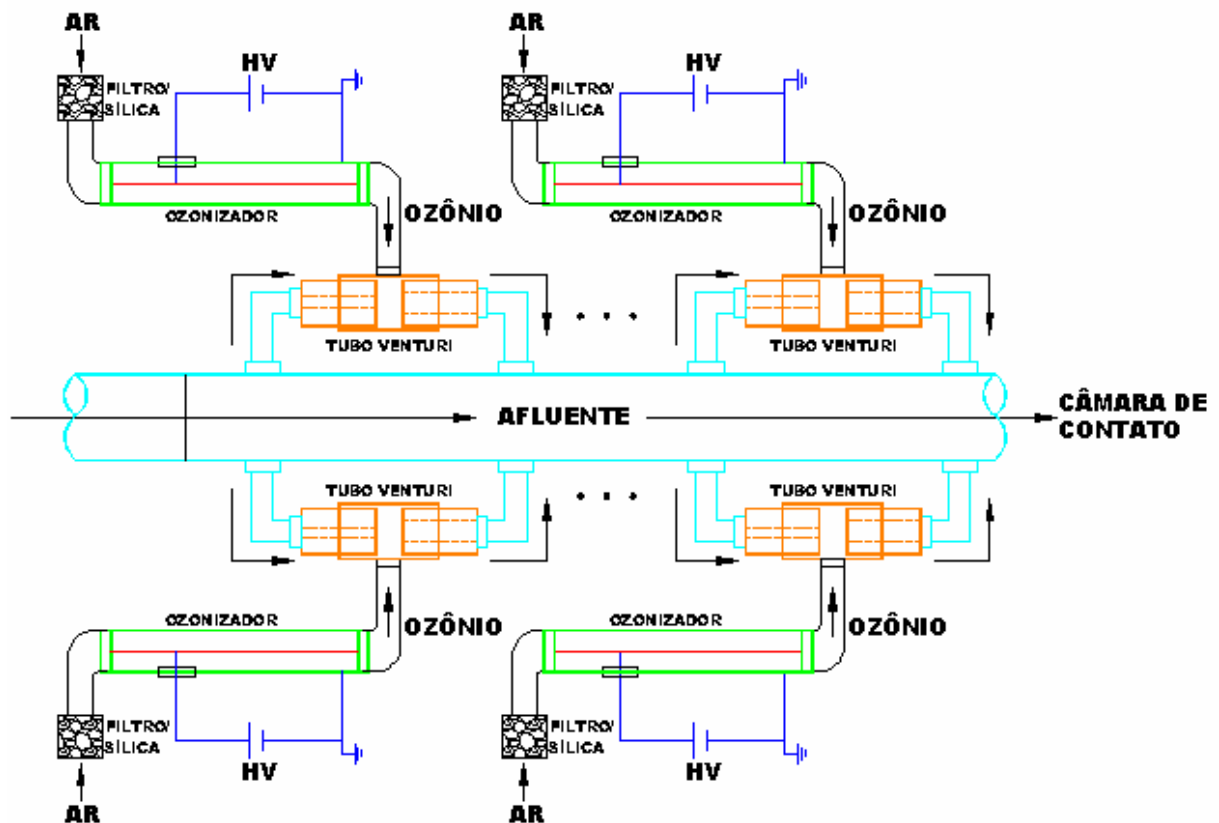 AR
AR
HV
HV
FILTRO/
SÍLICA
FILTRO/
SÍLICA
OZONIZADOR
OZÔNIO
OZONIZADOR
OZÔNIO
TUBO VENTURI
. . .
TUBO VENTURI
AFLUENTE
CÂMARA DE
CONTATO
TUBO VENTURI
. . .
TUBO VENTURI
OZONIZADOR
OZÔNIO
OZONIZADOR
OZÔNIO
FILTRO/
SÍLICA
FILTRO/
SÍLICA
HV
HV
AR
AR